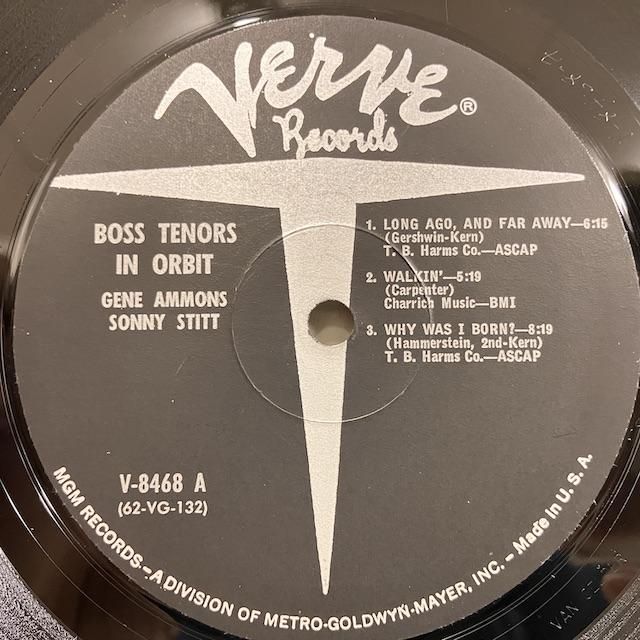 VERVE ®
Records
BOSS TENORS
IN ORBIT
GENE AMMONS
SONNY STITT
1. LONG AGO, AND FAR AWAY—6:15
(Gershwin-Kern)
T. B. Harms Co.—ASCAP
2. WALKIN'—5:19
(Carpenter)
Charrich Music—BMI
3. WHY WAS I BORN?—8:19
(Hammerstein, 2nd-Kern)
T. B. Harms Co.—ASCAP
V-8468 A
(62-VG-132)
MGM RECORDS—A DIVISION OF METRO-GOLDWYN-MAYER, INC.—Made in U. S. A.
VAN